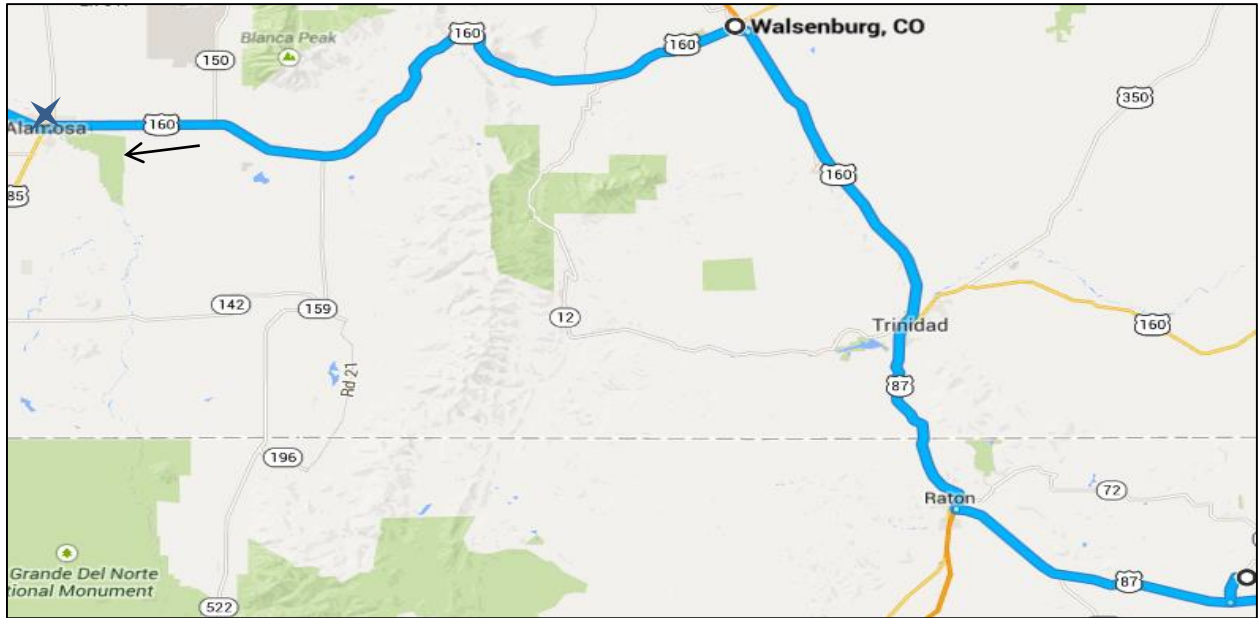 160
Walsenburg, CO
Blanca Peak
150
160
350
160
Alamosa
160
85
142
159
12
Trinidad
160
Rd 21
87
196
Raton
72
Grande Del Norte
tional Monument
87
522